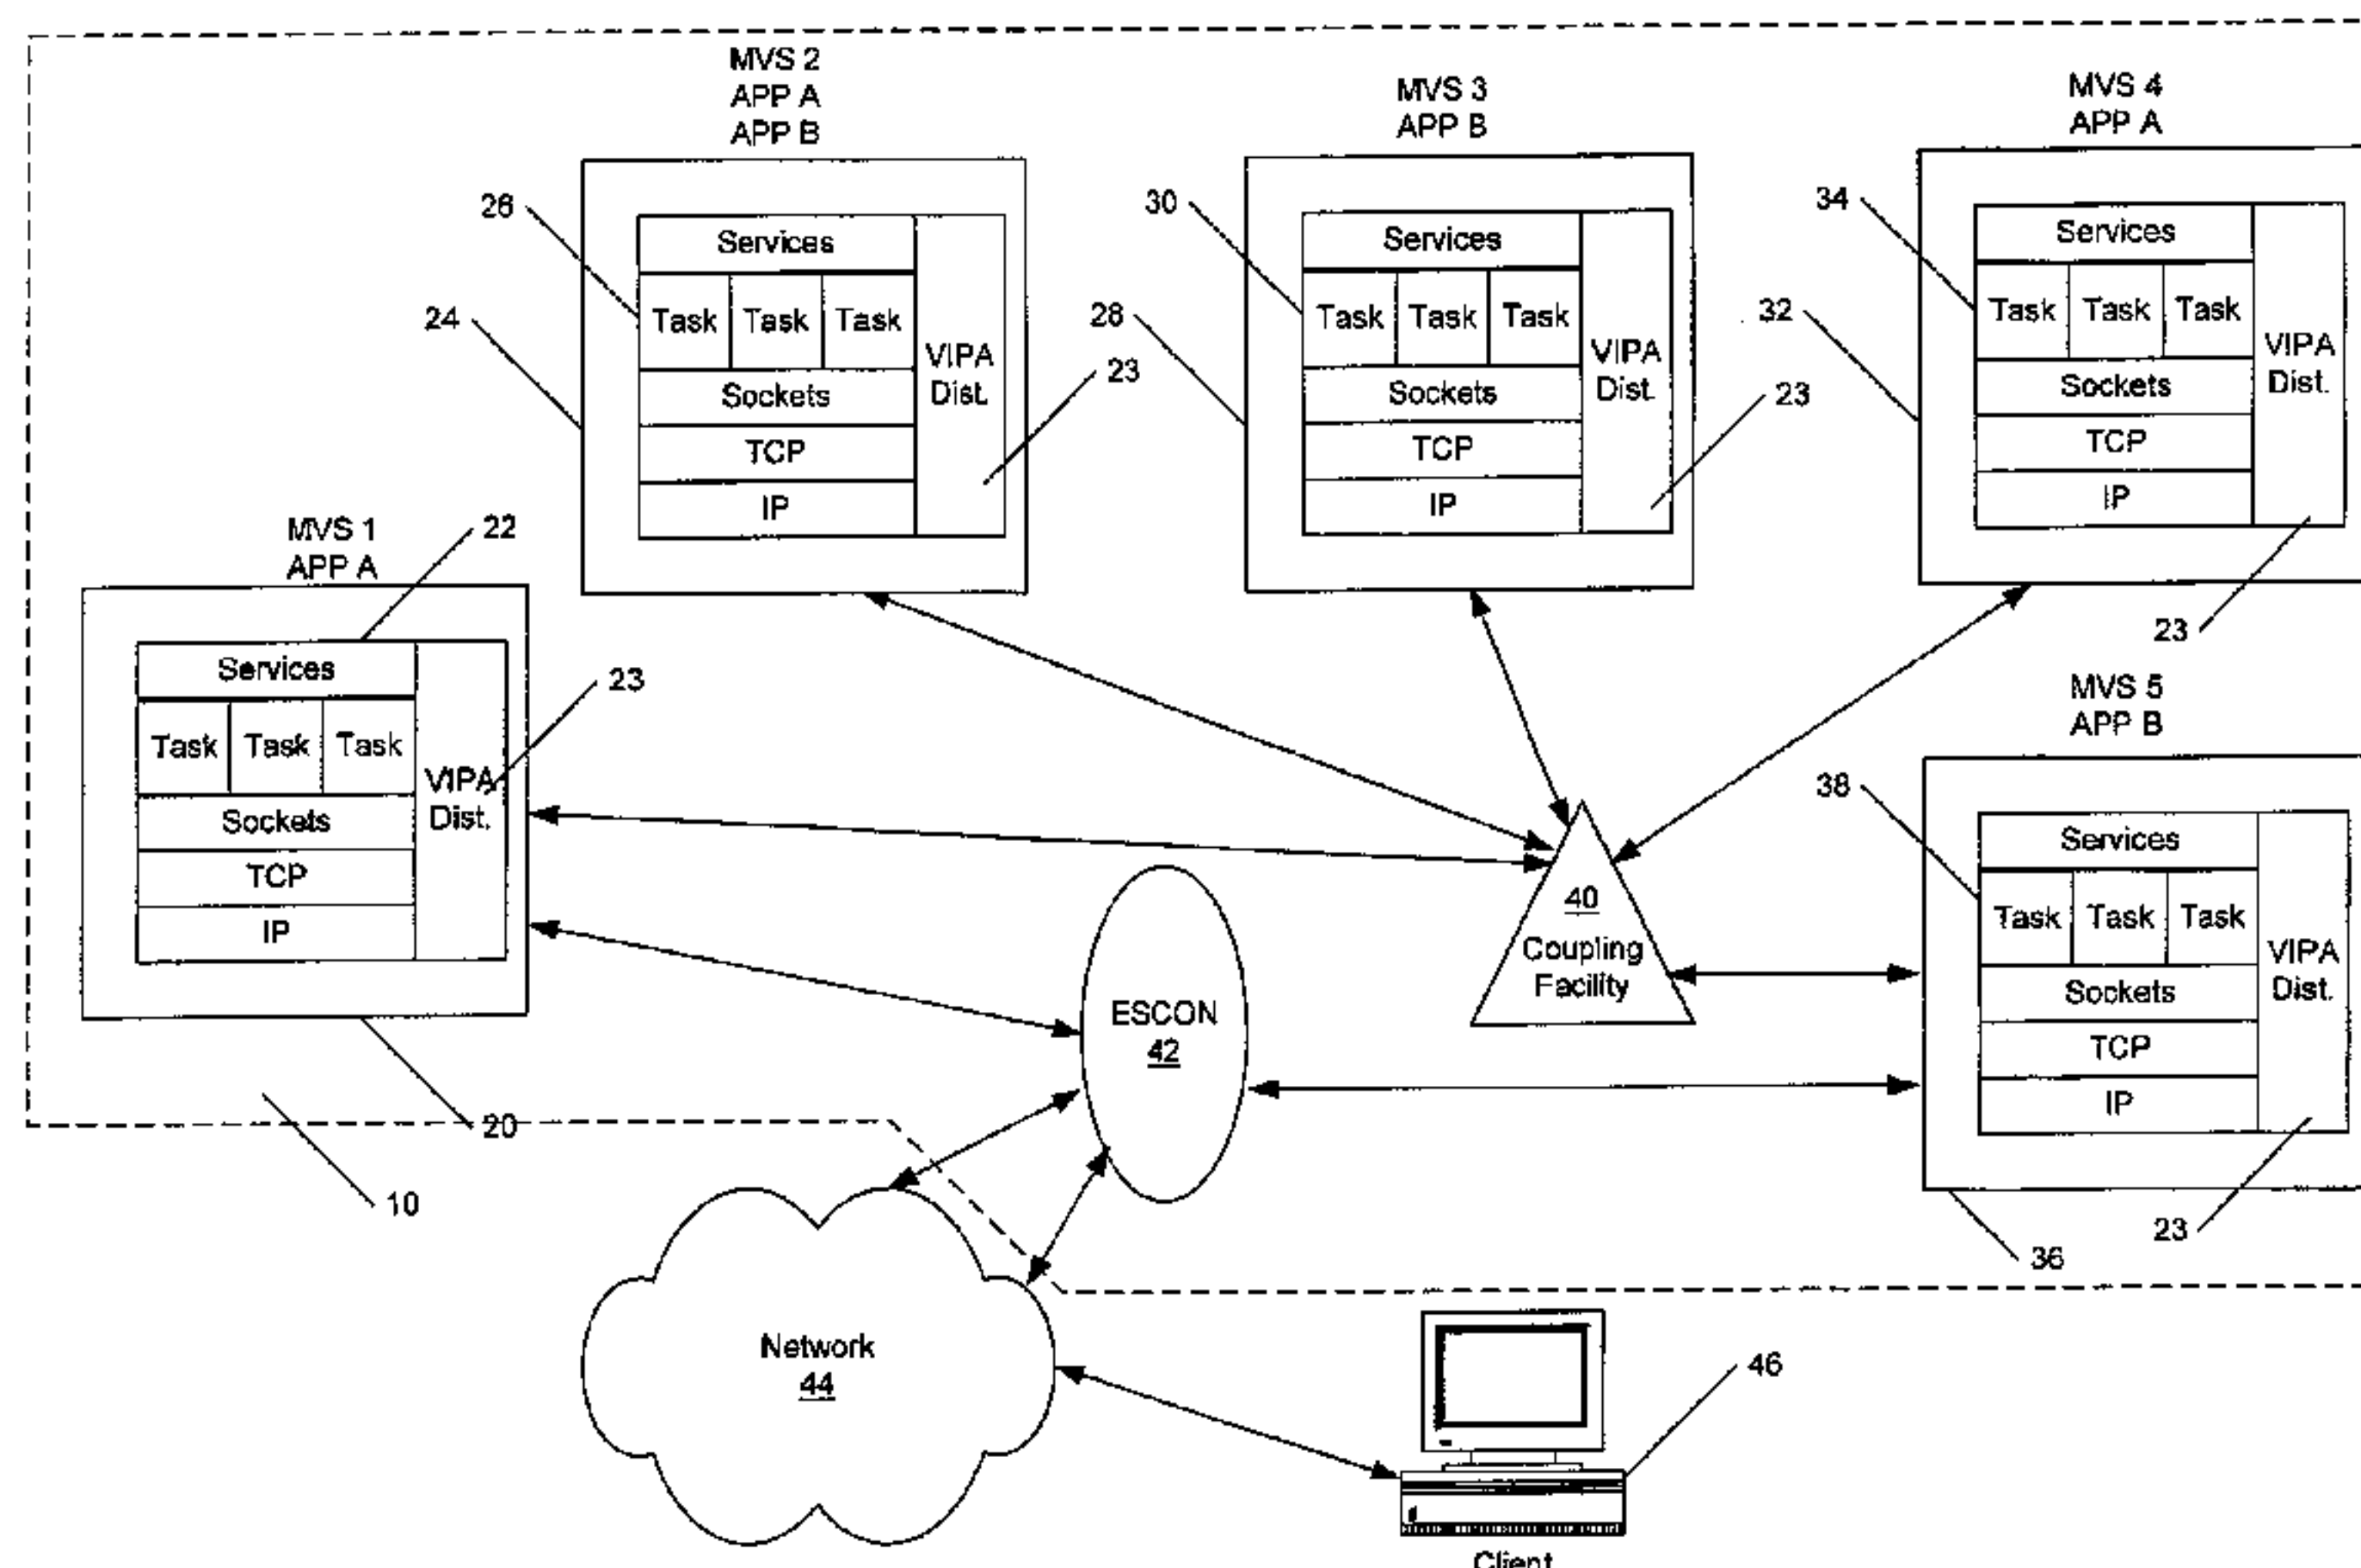 MVS 2
APP A
APP B
MVS 3
APP B
MVS 4
APP A
26
24
Services
Task Task Task
Sockets
TCP
IP
VIPA
Dist.
23
30
28
Services
Task Task Task
Sockets
TCP
IP
VIPA
Dist.
23
34
32
Services
Task Task Task
Sockets
TCP
IP
VIPA
Dist.
23
MVS 1
APP A
22
Services
Task Task Task
Sockets
TCP
IP
VIPA
Dist.
23
20
10
MVS 5
APP B
38
Services
Task Task Task
Sockets
TCP
IP
VIPA
Dist.
23
36
40
Coupling
Facility
ESCON
42
Network
44
46
Client